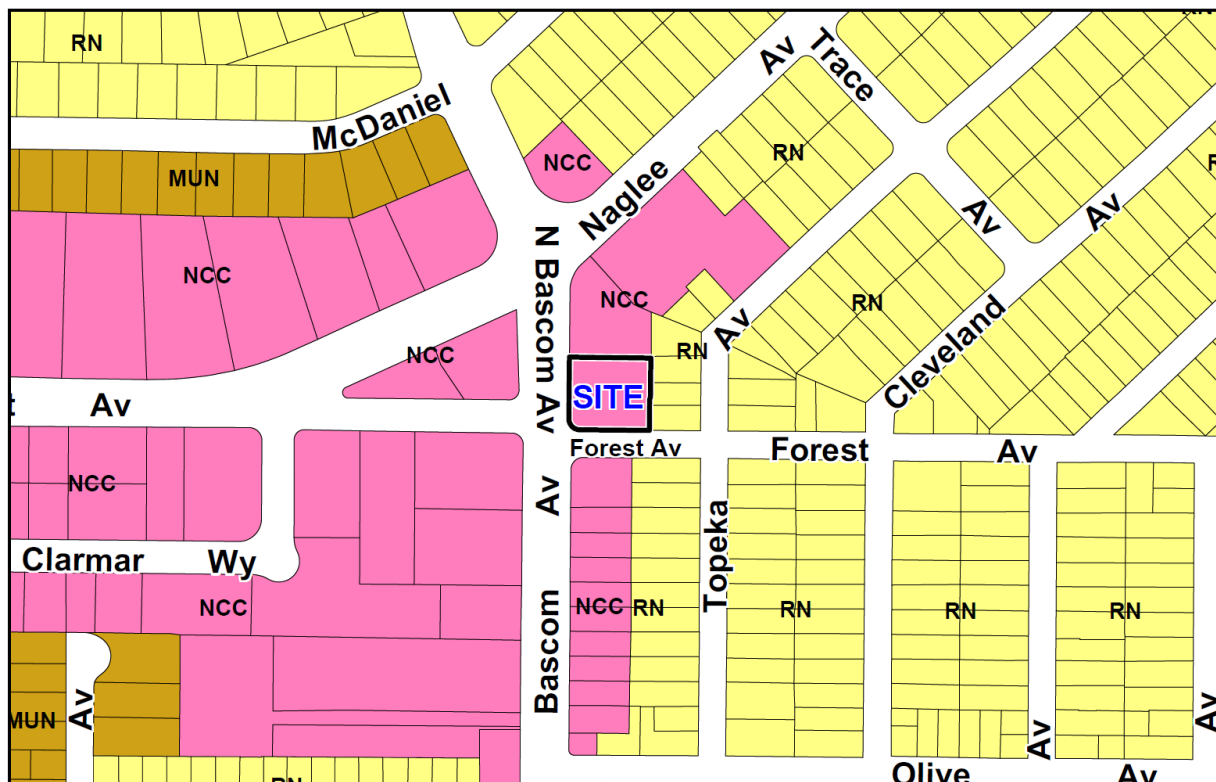 RN
Av
Trace
McDaniel
NCC
RN
MUN
Naglee
Av
Av
N Bascom Av
NCC
NCC
RN
Av
RN
NCC
Cleveland
SITE
Av
Forest Av
Forest
Av
NCC
Av
Topeka
Clarmar
Wy
NCC
Bascom
NCC
RN
RN
RN
RN
MUN
Av
Av
Av
RN
Olive
Av